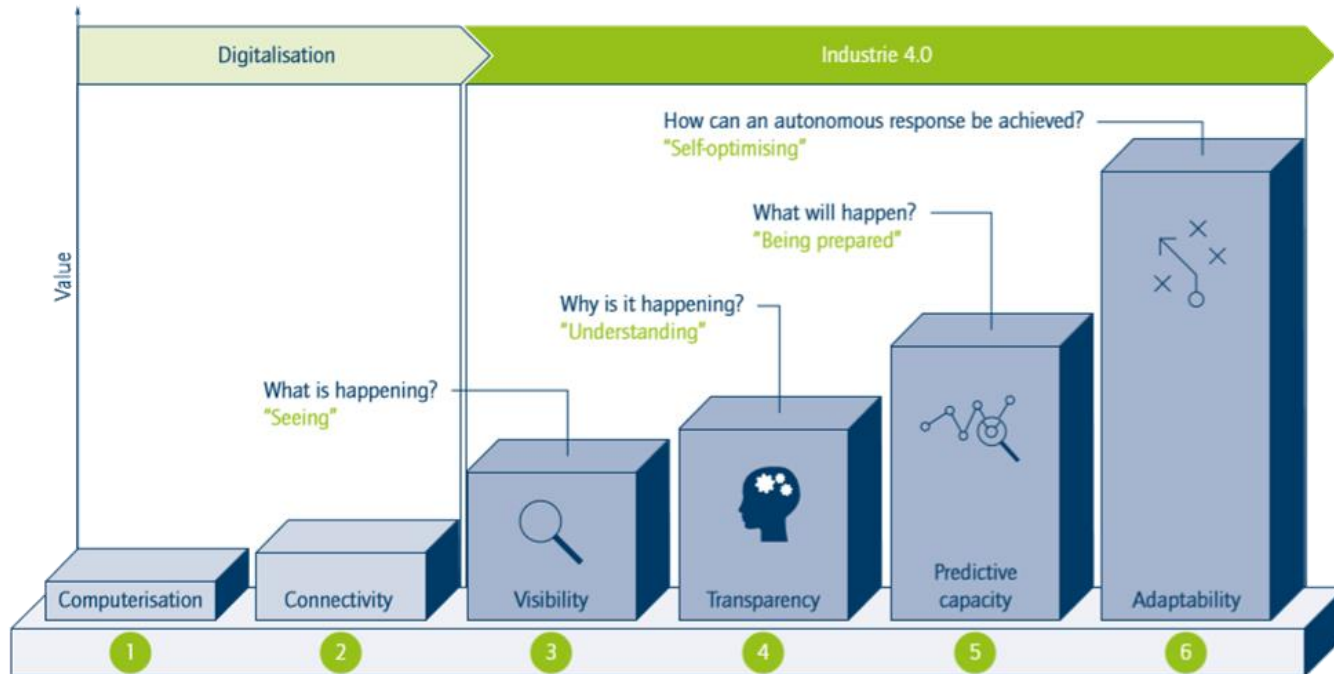 Digitalisation
Industrie 4.0
Value
How can an autonomous response be achieved?
"Self-optimising"
What will happen?
"Being prepared"
Why is it happening?
"Understanding"
What is happening?
"Seeing"
Computerisation
Connectivity
Visibility
Transparency
Predictive
capacity
Adaptability
1
2
3
4
5
6